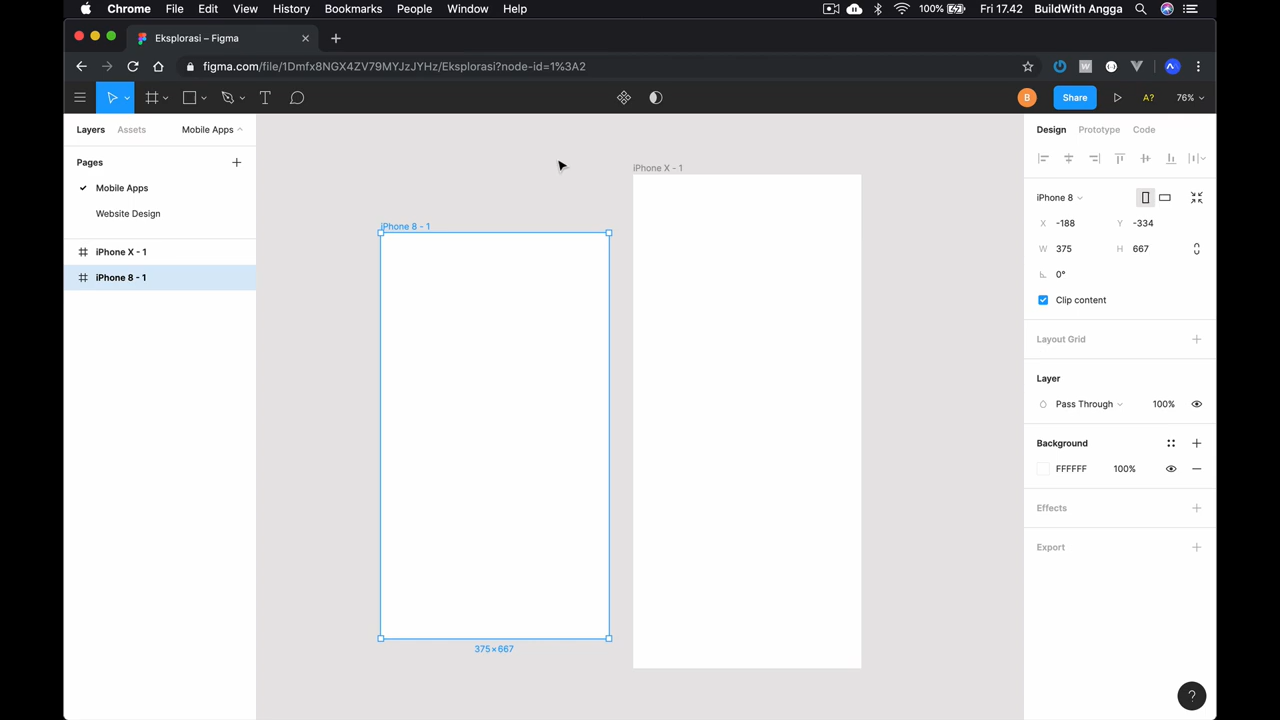 Chrome File Edit View History Bookmarks People Window Help 100% Fri 17.42 BuildWith Angga
Eksplorasi – Figma
figma.com/file/1Dmfx8NGX4ZV79MYJzJYHz/Eksplorasi?node-id=1%3A2
B Share A? 76%
Layers Assets Mobile Apps
Pages
Mobile Apps
Website Design
iPhone X - 1
iPhone 8 - 1
iPhone 8 - 1
375×667
iPhone X - 1
Design Prototype Code
iPhone 8
X -188 Y -334
W 375 H 667
0°
Clip content
Layout Grid
Layer
Pass Through 100%
Background
FFFFFF 100%
Effects
Export
?